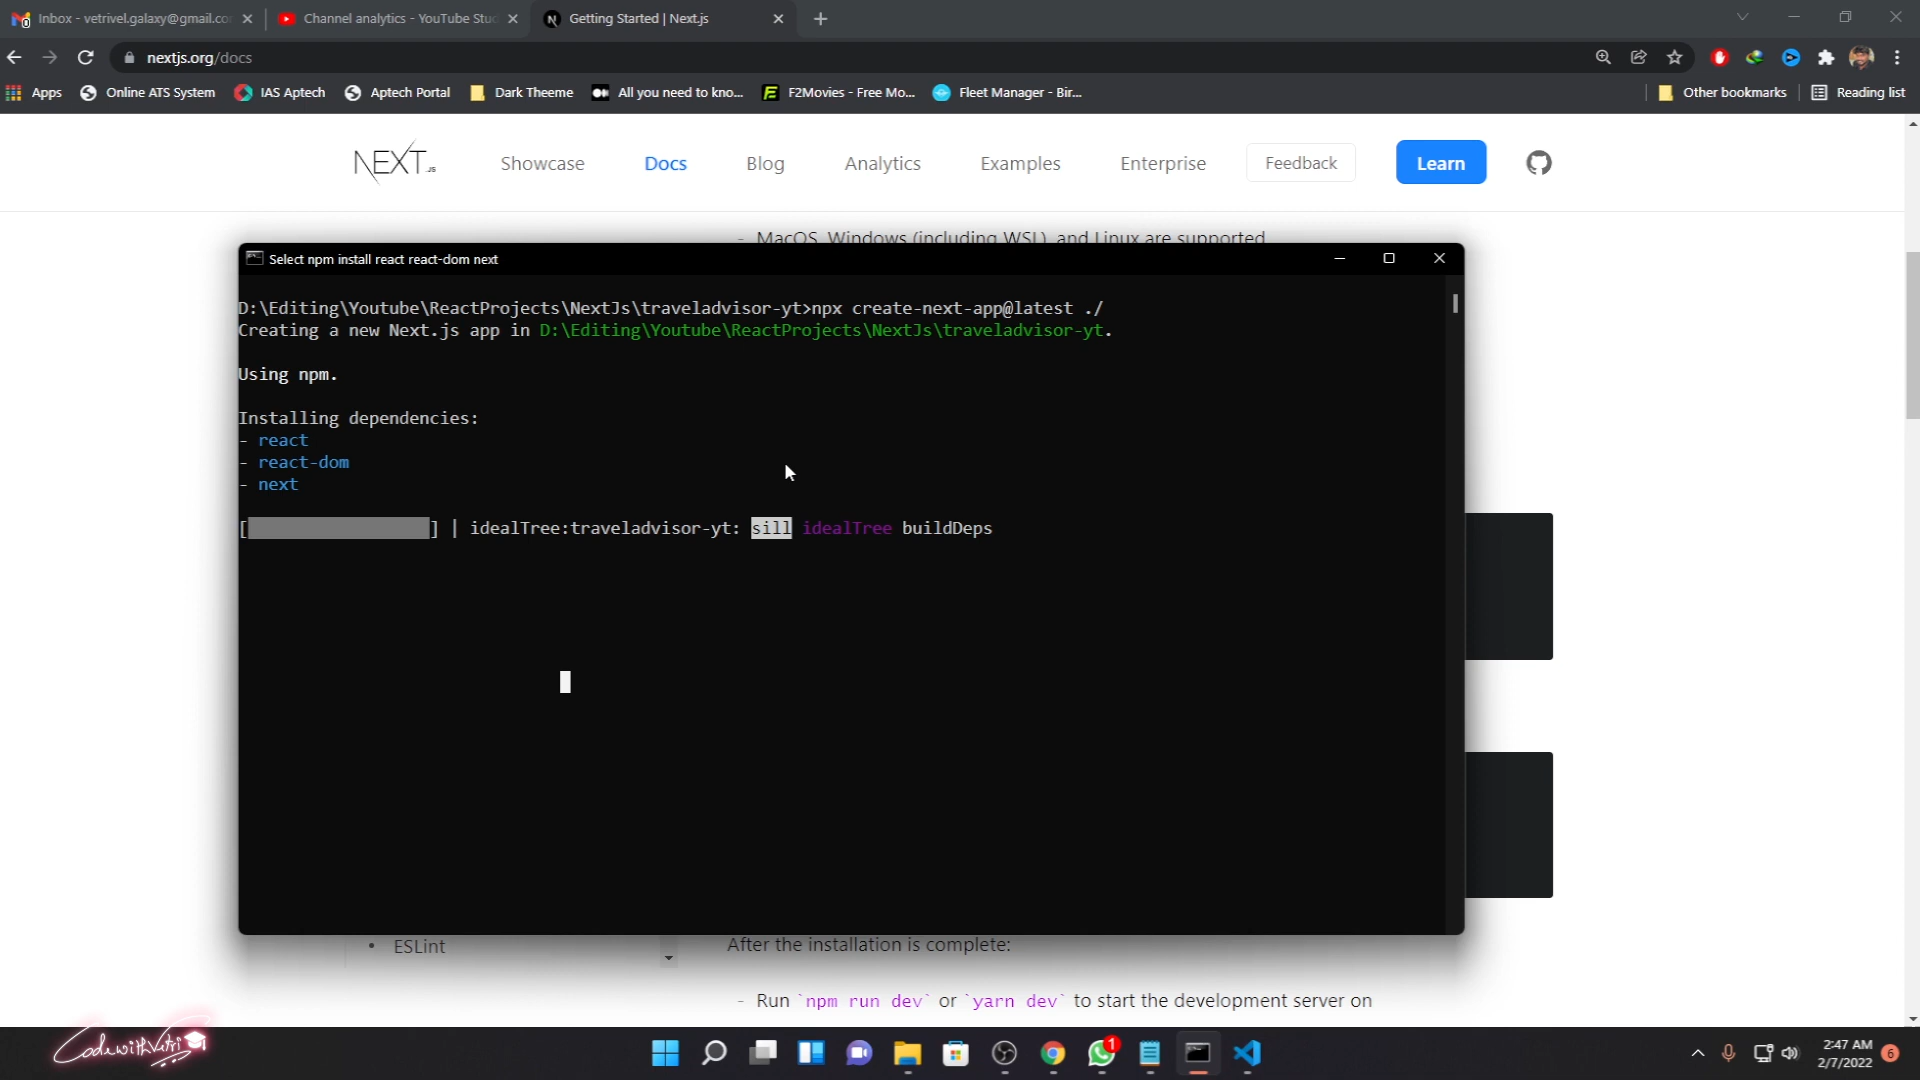 Inbox - vetrivel.galaxy@gmail.co
Channel analytics - YouTube Stu
Getting Started | Next.js
nextjs.org/docs
Apps
Online ATS System
IAS Aptech
Aptech Portal
Dark Theeme
All you need to kno...
F2Movies - Free Mo...
Fleet Manager - Bir...
Other bookmarks
Reading list
NEXT.JS
Showcase
Docs
Blog
Analytics
Examples
Enterprise
Feedback
Learn
- MacOS, Windows (including WSL), and Linux are supported
Select npm install react react-dom next
D:\Editing\Youtube\ReactProjects\NextJs\traveladvisor-yt>npx create-next-app@latest ./
Creating a new Next.js app in D:\Editing\Youtube\ReactProjects\NextJs\traveladvisor-yt.
Using npm.
Installing dependencies:
- react
- react-dom
- next
[ ] | idealTree:traveladvisor-yt: sill idealTree buildDeps
• ESLint
After the installation is complete:
- Run `npm run dev` or `yarn dev` to start the development server on
CodewithVetri
1
2:47 AM
2/7/2022
6